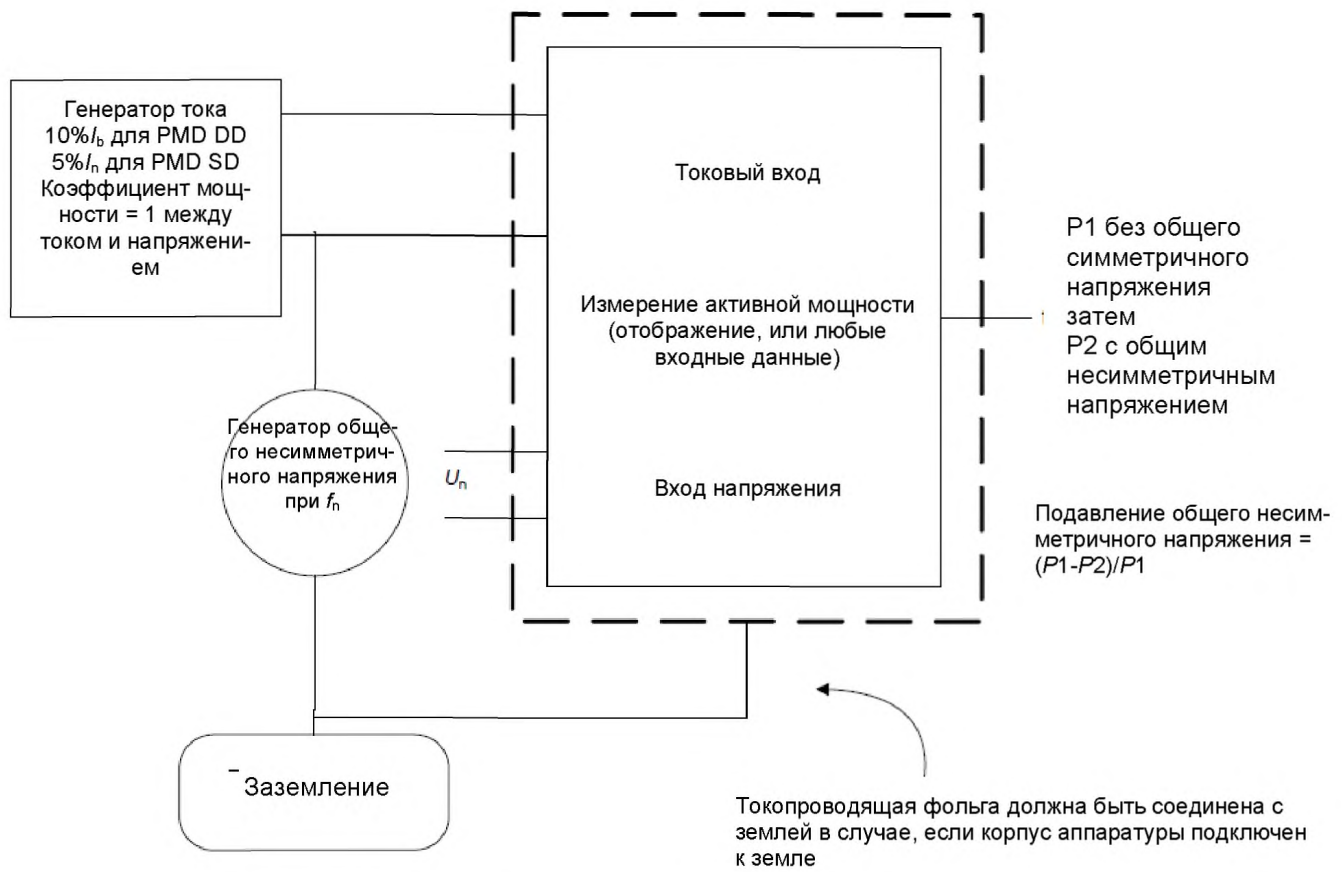 Генератор тока
10%Ib для PMD DD
5%In для PMD SD
Коэффициент мощ-
ности = 1 между
током и напряжени-
ем
Токовый вход
Измерение активной мощности
(отображение, или любые
входные данные)
Вход напряжения
P1 без общего
симметричного
напряжения
затем
P2 с общим
несимметричным
напряжением
Генератор обще-
го несимметрич-
ного напряжения
при fn
Un
Подавление общего несим-
метричного напряжения =
(P1-P2)/P1
Заземление
Токопроводящая фольга должна быть соединена с
землей в случае, если корпус аппаратуры подключен
к земле